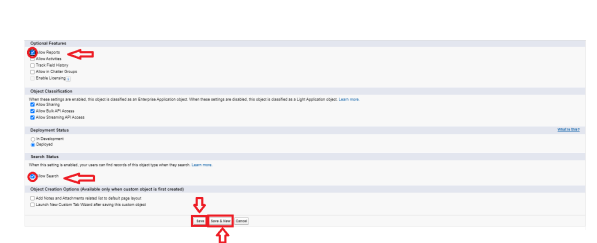 Optional Features
Allow Reports
Allow Activities
Track Field History
Allow in Chatter Groups
Enable Licensing i
Object Classification
When these settings are enabled, this object is classified as an Enterprise Application object. When these settings are disabled, this object is classified as a Light Application object. Learn more.
Allow Sharing
Allow Bulk API Access
Allow Streaming API Access
Deployment Status What is this?
In Development
Deployed
Search Status
When this setting is enabled, your users can find records of this object type when they search. Learn more.
Allow Search
Object Creation Options (Available only when custom object is first created)
Add Notes and Attachments related list to default page layout
Launch New Custom Tab Wizard after saving this custom object
Save Save & New Cancel